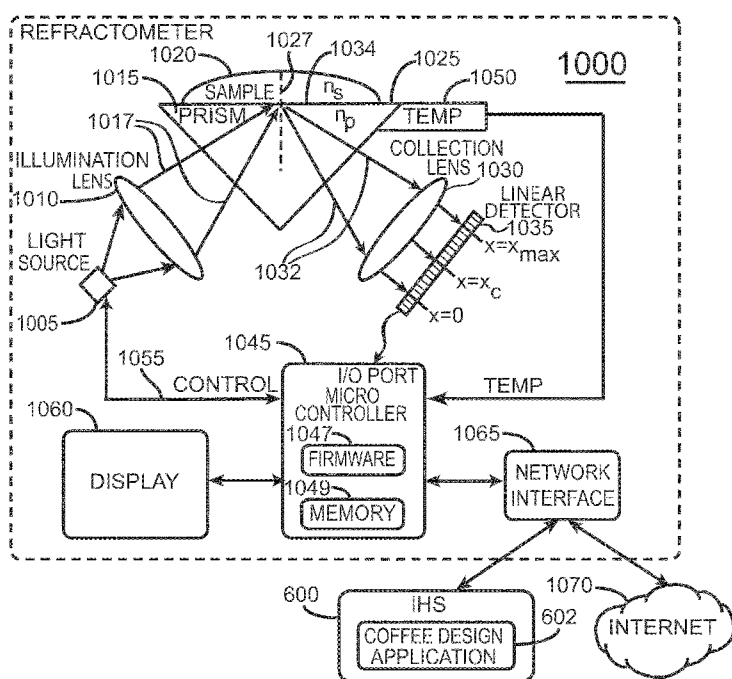 REFRACTOMETER
1000
1020
1027
1034
1025
1050
1015
SAMPLE
n_s
PRISM
n_p
TEMP
1017
ILLUMINATION
LENS
1010
COLLECTION
LENS
1030
LINEAR
DETECTOR
1035
x=x_max
x=x_c
x=0
1032
LIGHT
SOURCE
1005
1055
CONTROL
1045
I/O PORT
MICRO
CONTROLLER
TEMP
1047
FIRMWARE
1049
MEMORY
1060
DISPLAY
1065
NETWORK
INTERFACE
600
IHS
602
COFFEE DESIGN
APPLICATION
1070
INTERNET